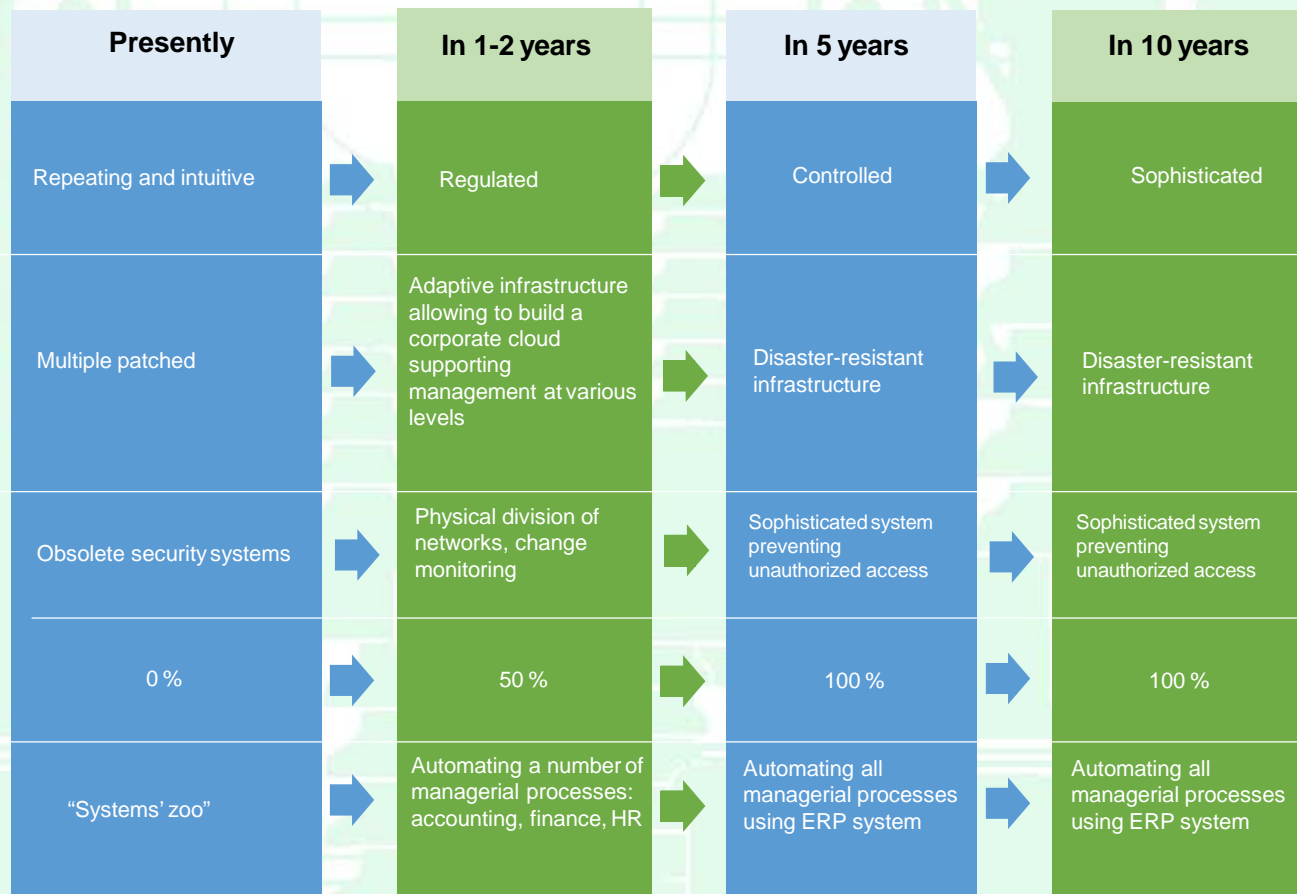 Presently
In 1-2 years
In 5 years
In 10 years
Repeating and intuitive
Regulated
Controlled
Sophisticated
Multiple patched
Adaptive infrastructure
allowing to build a
corporate cloud
supporting
management at various
levels
Disaster-resistant
infrastructure
Disaster-resistant
infrastructure
Obsolete security systems
Physical division of
networks, change
monitoring
Sophisticated system
preventing
unauthorized access
Sophisticated system
preventing
unauthorized access
0 %
50 %
100 %
100 %
“Systems’ zoo”
Automating a number of
managerial processes:
accounting, finance, HR
Automating all
managerial processes
using ERP system
Automating all
managerial processes
using ERP system